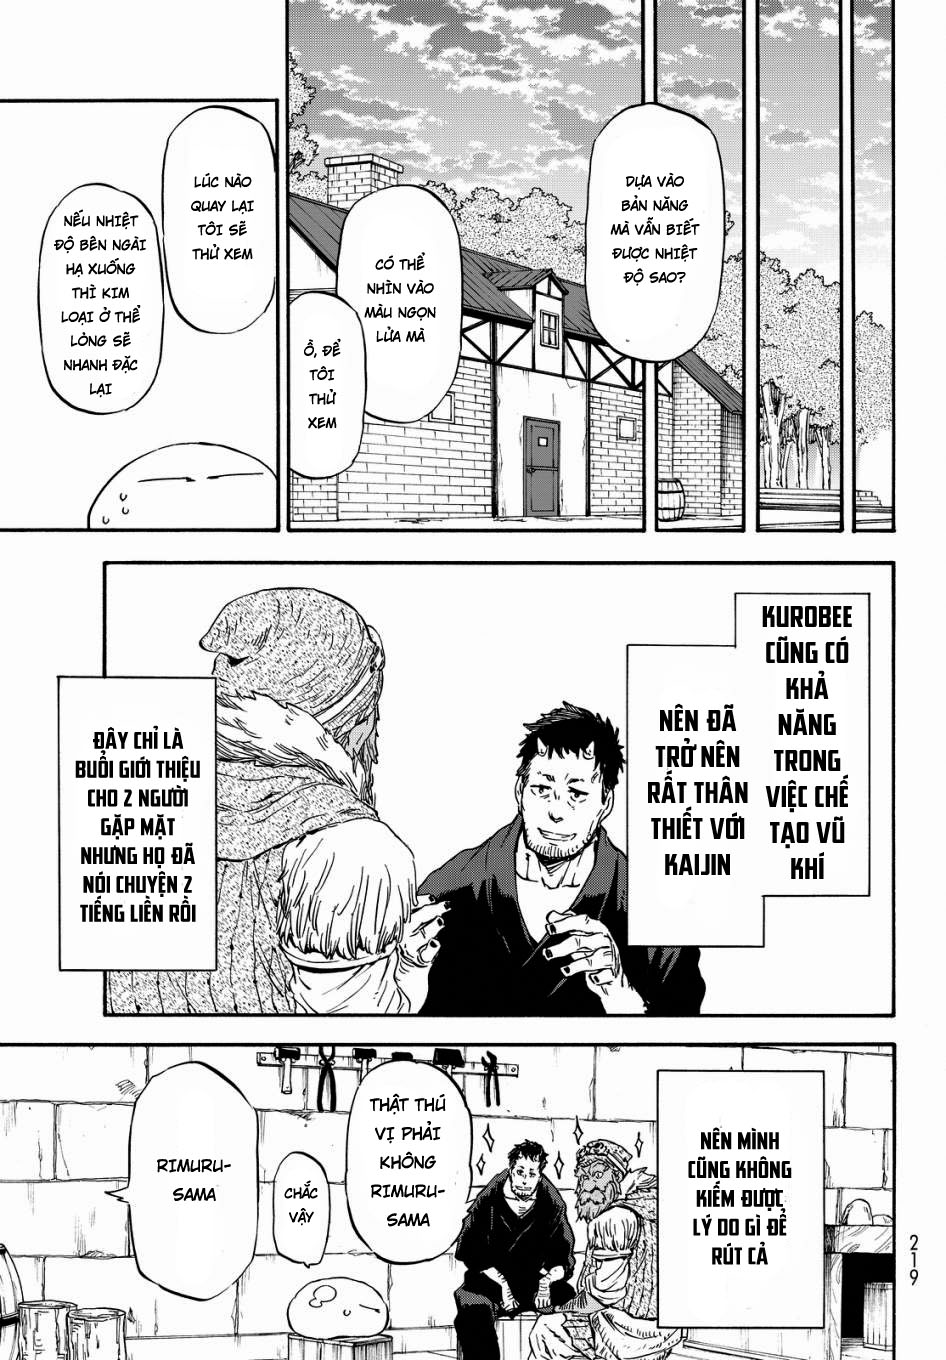 DỰA VÀO
BẢN NĂNG
MÀ VẪN BIẾT
ĐƯỢC NHIỆT
ĐỘ SAO?
CÓ THỂ
NHÌN VÀO
MÀU NGỌN
LỬA MÀ
Ồ, ĐỂ
TÔI
THỬ
XEM
LÚC NÀO
QUAY LẠI
TÔI SẼ
THỬ XEM
NẾU NHIỆT
ĐỘ BÊN NGÀI
HẠ XUỐNG
THÌ KIM
LOẠI Ở THỂ
LỎNG SẼ
NHANH ĐẶC
LẠI
KUROBEE
CŨNG CÓ
KHẢ
NĂNG
TRONG
VIỆC CHẾ
TẠO VŨ
KHÍ
NÊN ĐÃ
TRỞ NÊN
RẤT THÂN
THIẾT VỚI
KAIJIN
ĐÂY CHỈ LÀ
BUỔI GIỚI THIỆU
CHO 2 NGƯỜI
GẶP MẶT
NHƯNG HỌ ĐÃ
NÓI CHUYỆN 2
TIẾNG LIỀN RỒI
NÊN MÌNH
CŨNG KHÔNG
KIẾM ĐƯỢC
LÝ DO GÌ ĐỂ
RÚT CẢ
THẬT THÚ
VỊ PHẢI
KHÔNG
RIMURU-
SAMA
CHẮC
VẬY
RIMURU-
SAMA
219